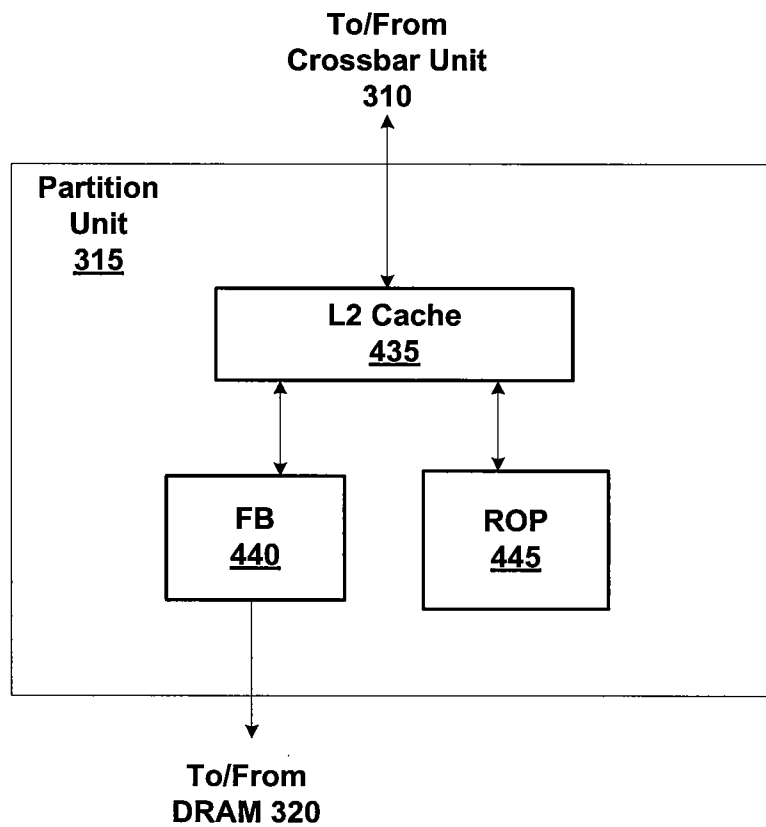 To/From
Crossbar Unit
310
Partition
Unit
315
L2 Cache
435
FB
440
ROP
445
To/From
DRAM 320